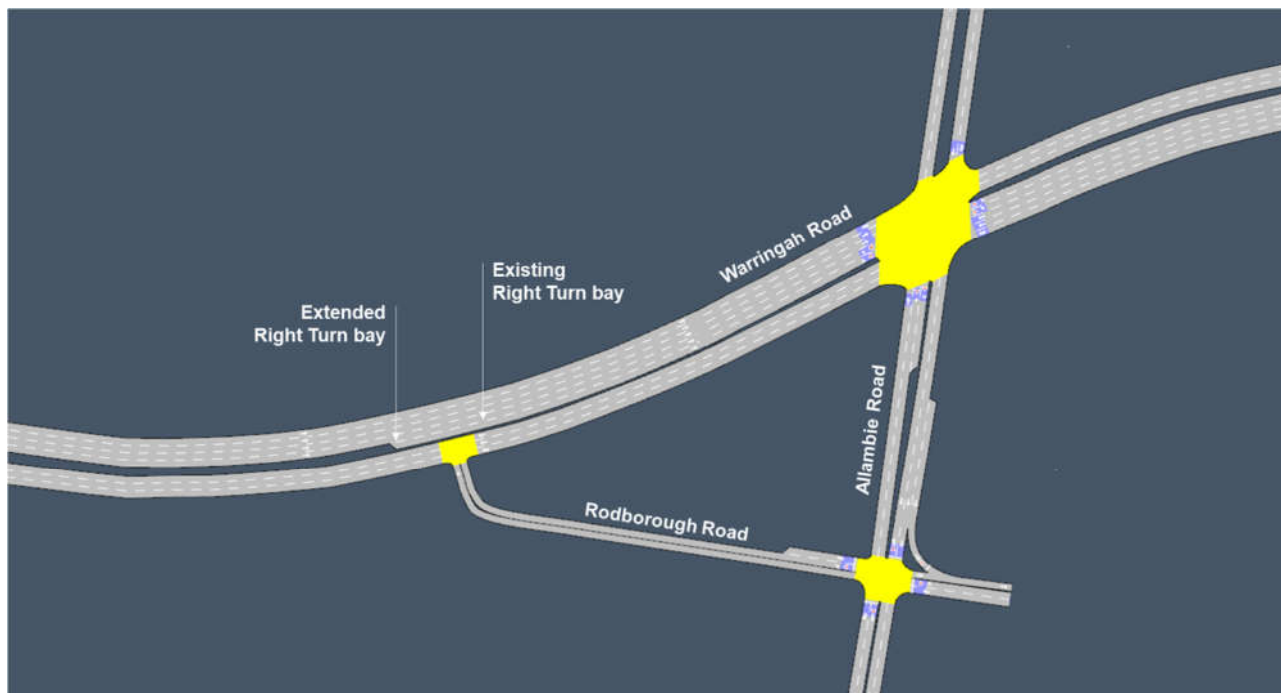 Warringah Road
Existing
Right Turn bay
Extended
Right Turn bay
Allambie Road
Rodborough Road